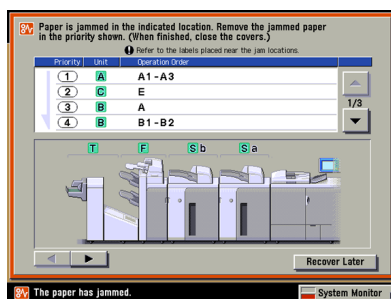 Paper is jammed in the indicated location. Remove the jammed paper
in the priority shown. (When finished, close the covers.)
Refer to the labels placed near the jam locations.
Priority Unit Operation Order
1 A A1-A3
2 C E
3 B A
4 B B1-B2
1/3
T F S b S a
Recover Later
The paper has jammed.
System Monitor